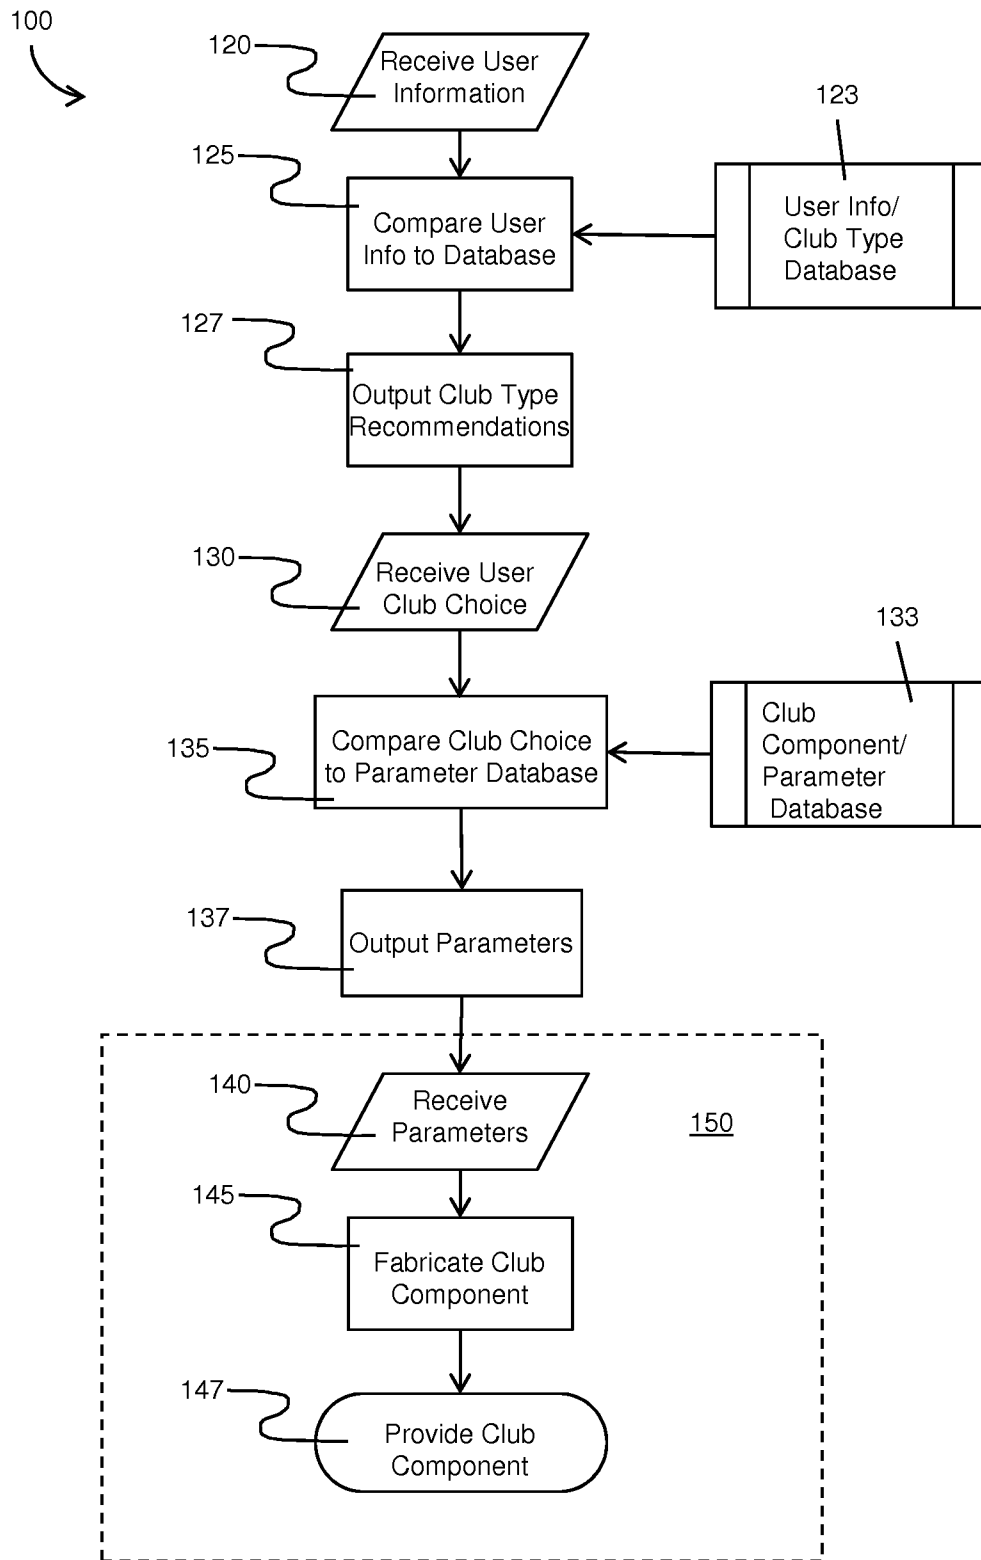 100
120
Receive User
Information
123
125
Compare User
Info to Database
User Info/
Club Type
Database
127
Output Club Type
Recommendations
130
Receive User
Club Choice
133
135
Compare Club Choice
to Parameter Database
Club
Component/
Parameter
Database
137
Output Parameters
140
Receive
Parameters
150
145
Fabricate Club
Component
147
Provide Club
Component